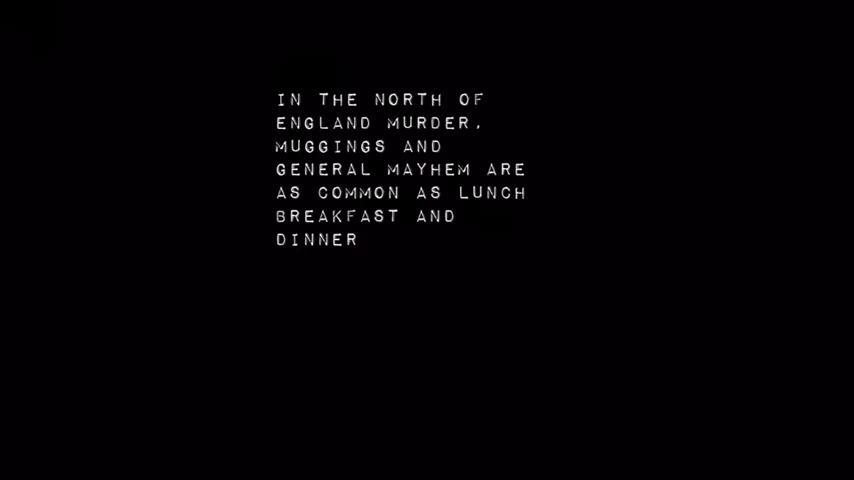 IN THE NORTH OF
ENGLAND MURDER,
MUGGINGS AND
GENERAL MAYHEM ARE
AS COMMON AS LUNCH
BREAKFAST AND
DINNER